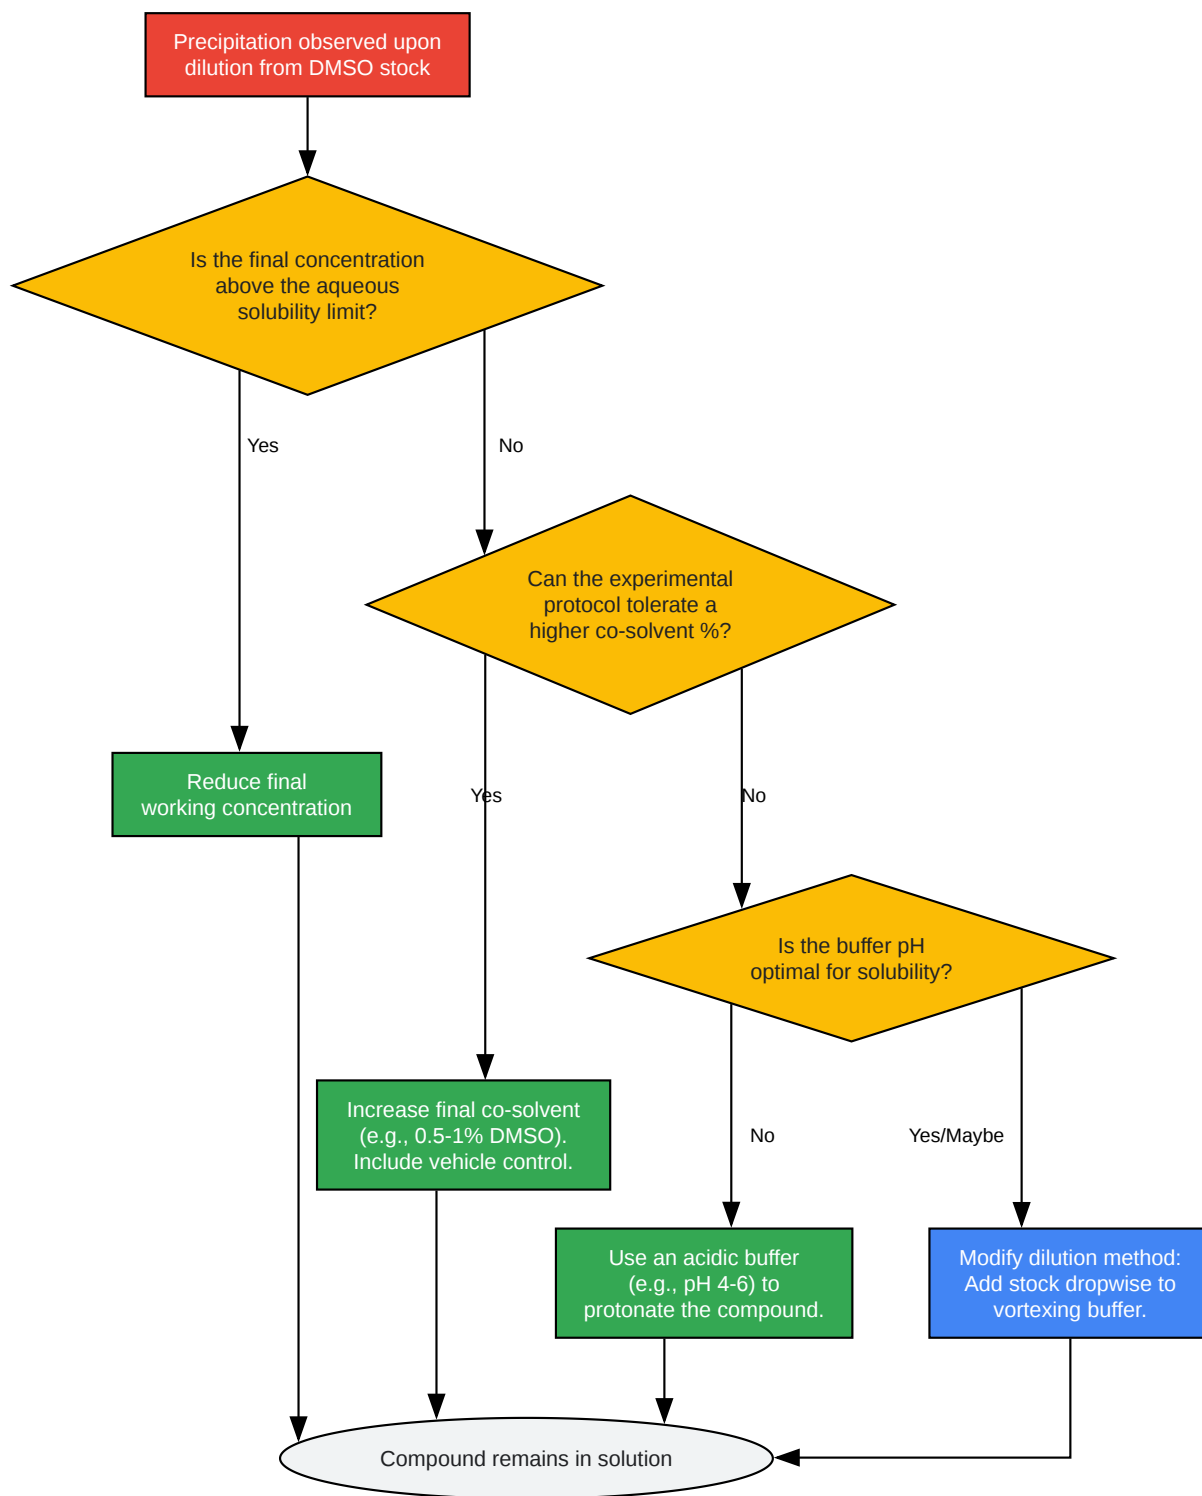 Precipitation observed upon
dilution from DMSO stock
Is the final concentration
above the aqueous
solubility limit?
Yes
No
Can the experimental
protocol tolerate a
higher co-solvent %?
Reduce final
working concentration
Yes
No
Is the buffer pH
optimal for solubility?
Increase final co-solvent
(e.g., 0.5-1% DMSO).
Include vehicle control.
No
Yes/Maybe
Use an acidic buffer
(e.g., pH 4-6) to
protonate the compound.
Modify dilution method:
Add stock dropwise to
vortexing buffer.
Compound remains in solution